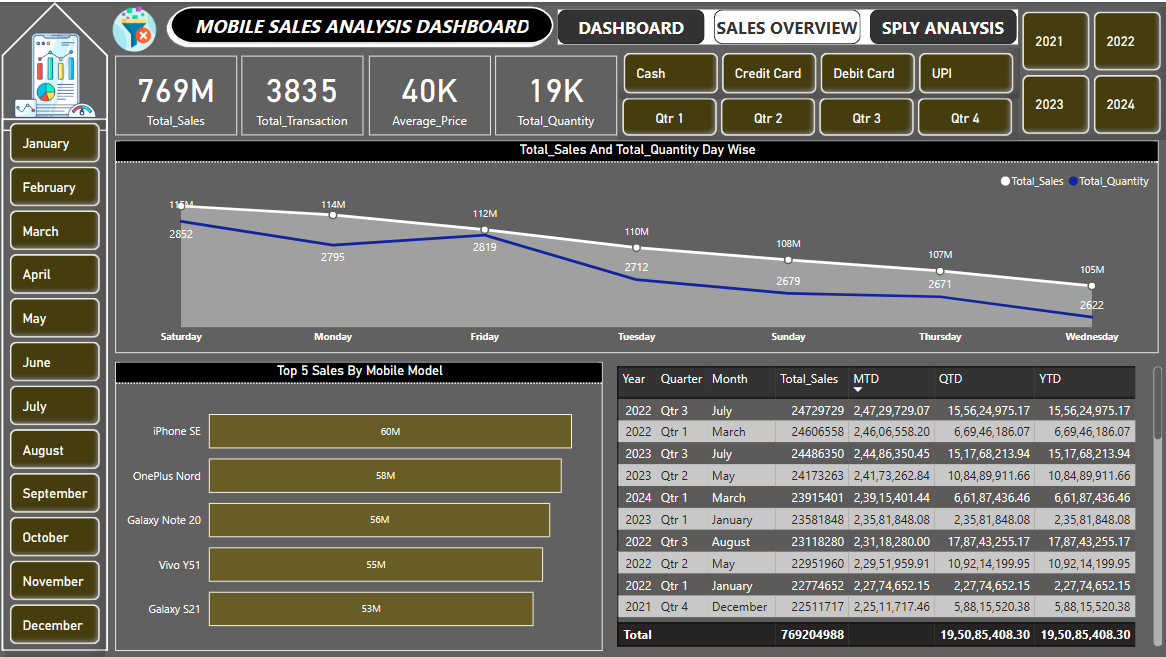 MOBILE SALES ANALYSIS DASHBOARD
DASHBOARD
SALES OVERVIEW
SPLY ANALYSIS
2021
2022
2023
2024
769M
Total_Sales
3835
Total_Transaction
40K
Average_Price
19K
Total_Quantity
Cash
Credit Card
Debit Card
UPI
Qtr 1
Qtr 2
Qtr 3
Qtr 4
January
February
March
April
May
June
July
August
September
October
November
December
Total_Sales And Total_Quantity Day Wise
Total_Sales Total_Quantity
114M 112M 110M 108M 107M 105M
2852 2795 2819 2712 2679 2671 2622
Saturday Monday Friday Tuesday Sunday Thursday Wednesday
Top 5 Sales By Mobile Model
iPhone SE 60M
OnePlus Nord 58M
Galaxy Note 20 56M
Vivo Y51 55M
Galaxy S21 53M
Year Quarter Month Total_Sales MTD QTD YTD
2022 Qtr 3 July 24729729 2,47,29,729.07 15,56,24,975.17 15,56,24,975.17
2022 Qtr 1 March 24606558 2,46,06,558.20 6,69,46,186.07 6,69,46,186.07
2023 Qtr 3 July 24486350 2,44,86,350.45 15,17,68,213.94 15,17,68,213.94
2023 Qtr 2 May 24173263 2,41,73,262.84 10,84,89,911.66 10,84,89,911.66
2024 Qtr 1 March 23915401 2,39,15,401.44 6,61,87,436.46 6,61,87,436.46
2023 Qtr 1 January 23581848 2,35,81,848.08 2,35,81,848.08 2,35,81,848.08
2022 Qtr 3 August 23118280 2,31,18,280.00 17,87,43,255.17 17,87,43,255.17
2022 Qtr 2 May 22951960 2,29,51,959.91 10,92,14,199.95 10,92,14,199.95
2022 Qtr 1 January 22774652 2,27,74,652.15 2,27,74,652.15 2,27,74,652.15
2021 Qtr 4 December 22511717 2,25,11,717.46 5,88,15,520.38 5,88,15,520.38
Total 769204988 19,50,85,408.30 19,50,85,408.30